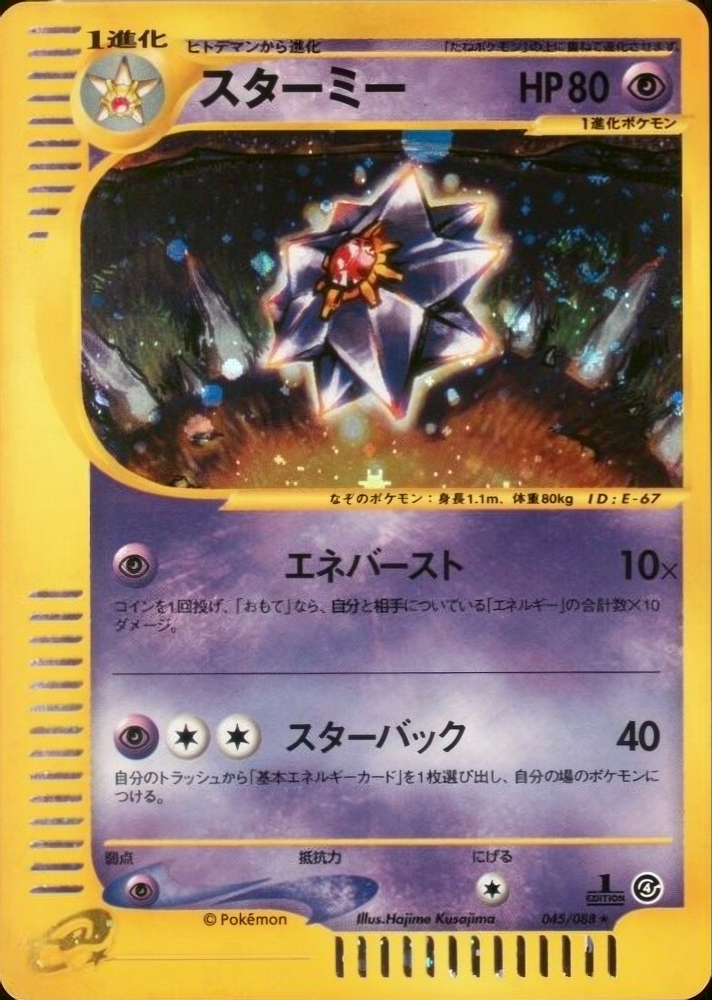 1進化 ヒトデマンから進化 「たねポケモン」の上に重ねて進化させます。
スターミー HP80
1進化ポケモン
なぞのポケモン：身長1.1m、体重80kg ID：E-67
エネバースト 10×
コインを1回投げ、「おもて」なら、自分と相手についている「エネルギー」の合計数×10
ダメージ。
スターバック 40
自分のトラッシュから「基本エネルギーカード」を1枚選び出し、自分の場のポケモンに
つける。
弱点 抵抗力 にげる
1
EDITION
©Pokémon Illus.Hajime Kusajima 045/088★